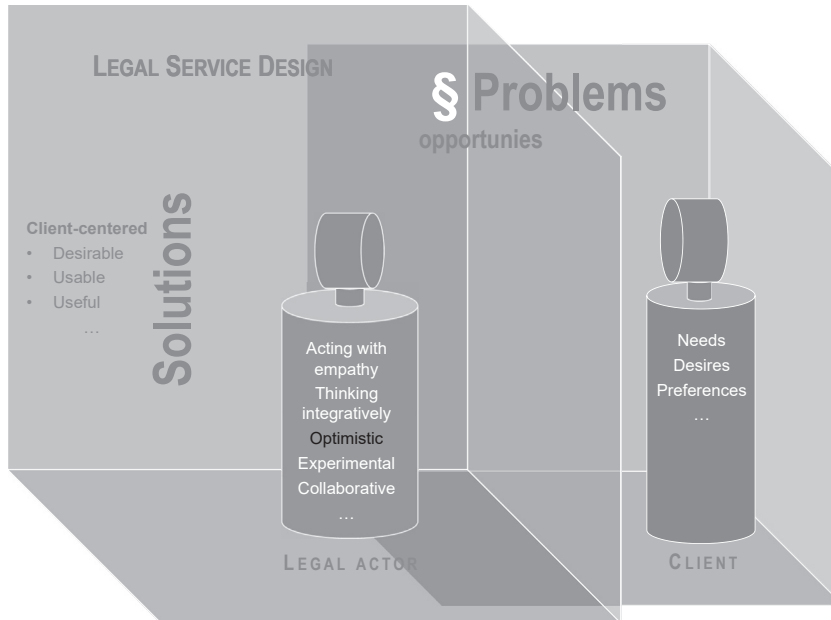 LEGAL SERVICE DESIGN
§ Problems
opportunies
Client-centered
• Desirable
• Usable
• Useful
…
Solutions
Acting with
empathy
Thinking
integratively
Optimistic
Experimental
Collaborative
…
LEGAL ACTOR
Needs
Desires
Preferences
…
CLIENT